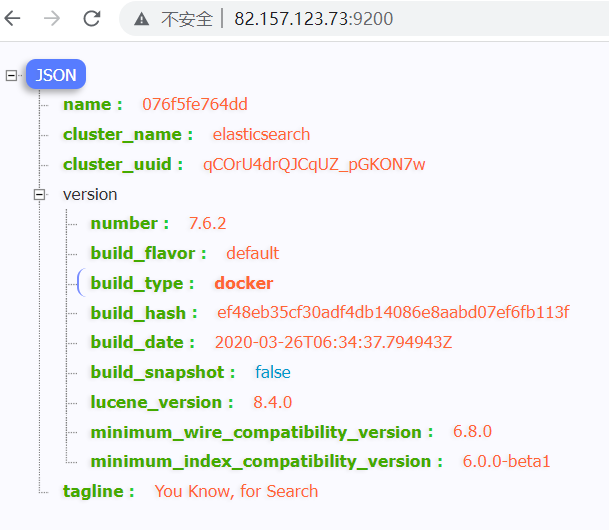 不安全 | 82.157.123.73:9200
JSON
name : 076f5fe764dd
cluster_name : elasticsearch
cluster_uuid : qCOrU4drQJCqUZ_pGKON7w
version
number : 7.6.2
build_flavor : default
build_type : docker
build_hash : ef48eb35cf30adf4db14086e8aabd07ef6fb113f
build_date : 2020-03-26T06:34:37.794943Z
build_snapshot : false
lucene_version : 8.4.0
minimum_wire_compatibility_version : 6.8.0
minimum_index_compatibility_version : 6.0.0-beta1
tagline : You Know, for Search